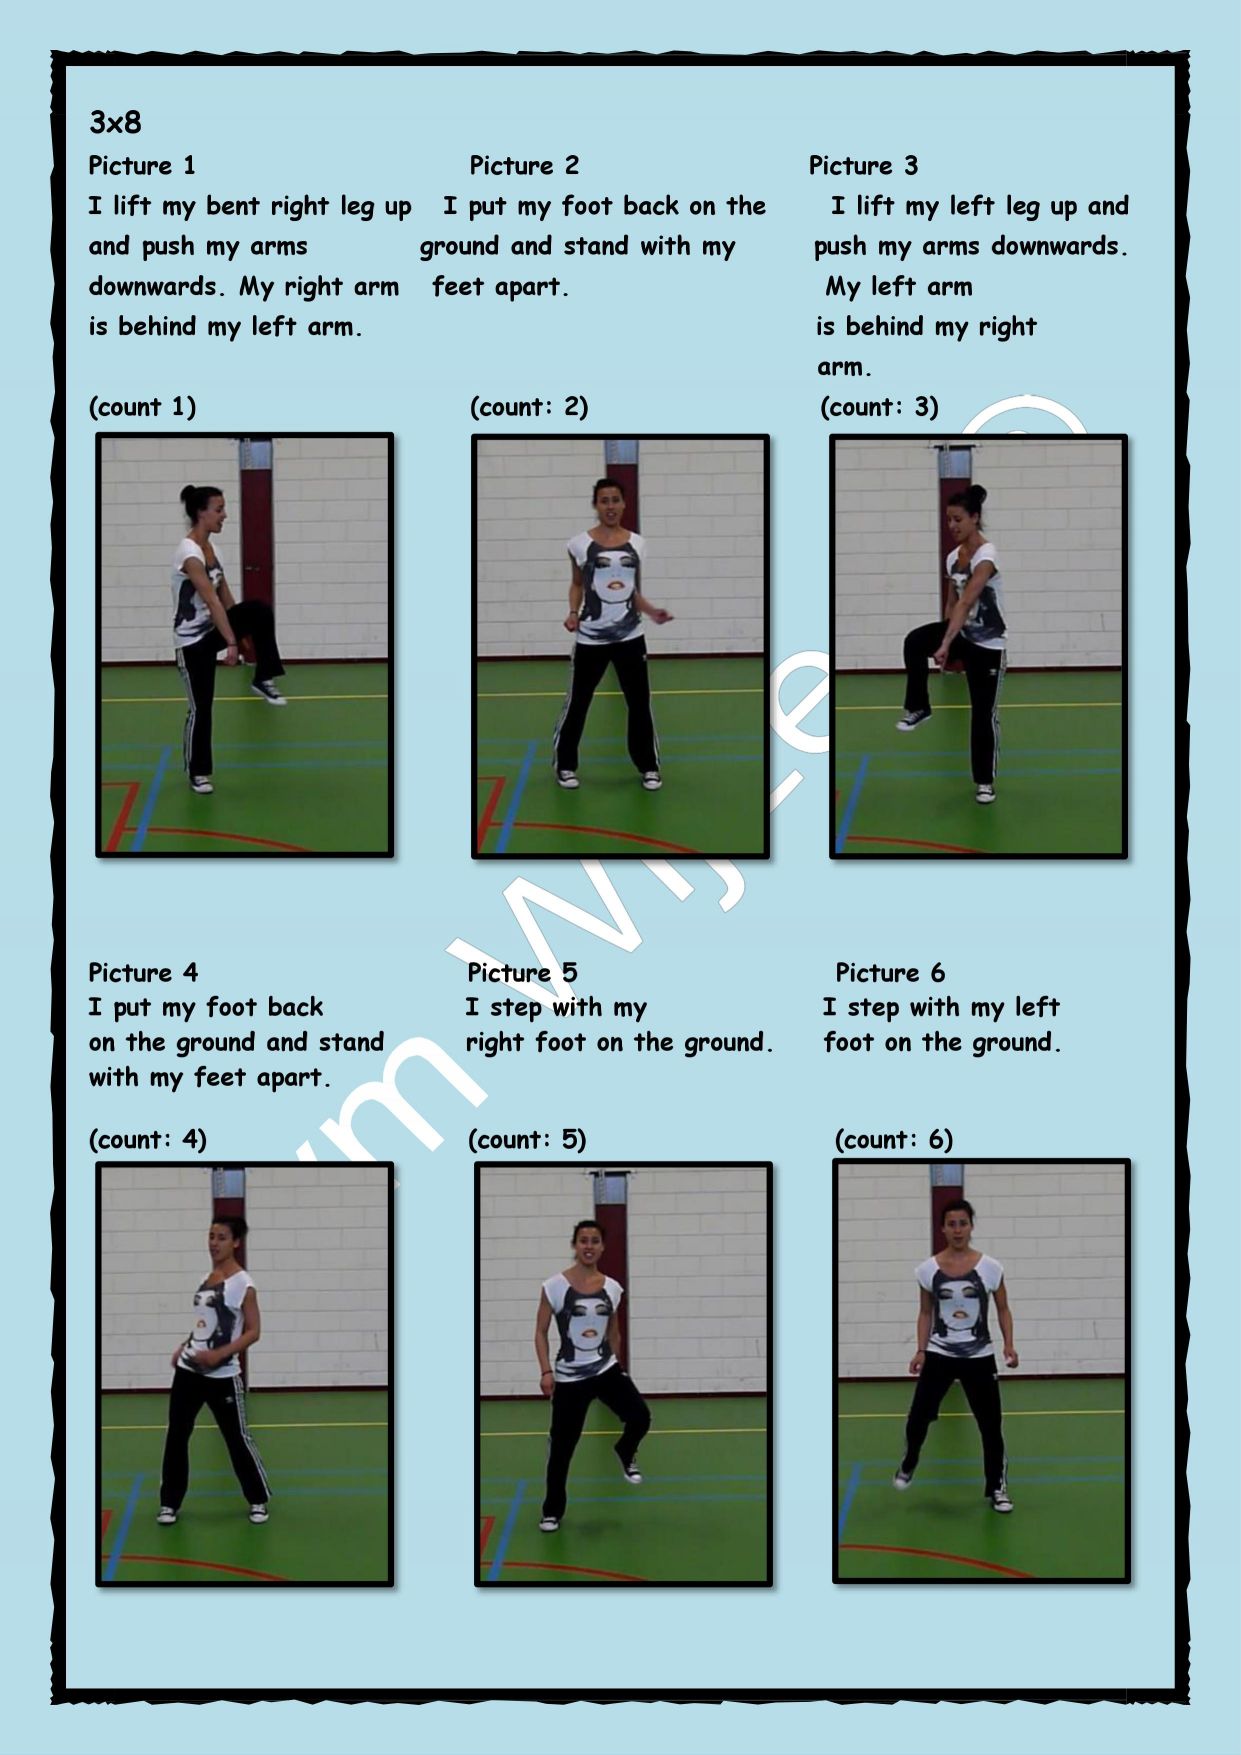 3x8
Picture 1 Picture 2 Picture 3
I lift my bent right leg up I put my foot back on the I lift my left leg up and
and push my arms ground and stand with my push my arms downwards.
downwards. My right arm feet apart. My left arm
is behind my left arm. is behind my right
arm.
(count 1) (count: 2) (count: 3)
Picture 4 Picture 5 Picture 6
I put my foot back I step with my I step with my left
on the ground and stand right foot on the ground. foot on the ground.
with my feet apart.
(count: 4) (count: 5) (count: 6)